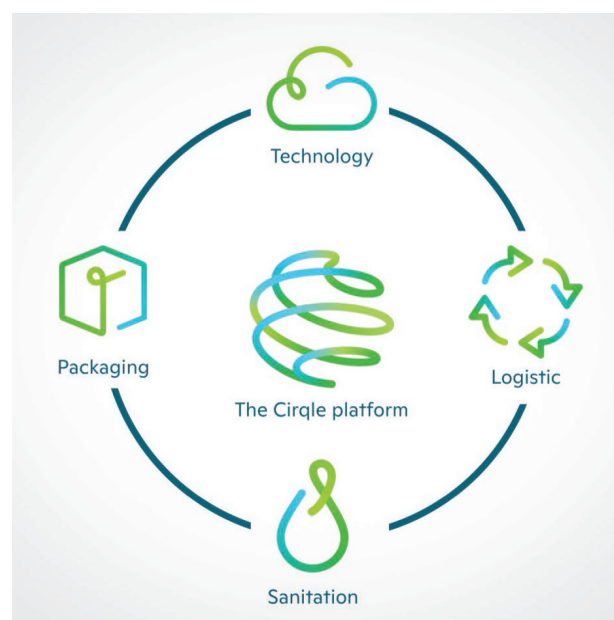 Technology
Packaging
Logistic
The Cirqle platform
Sanitation